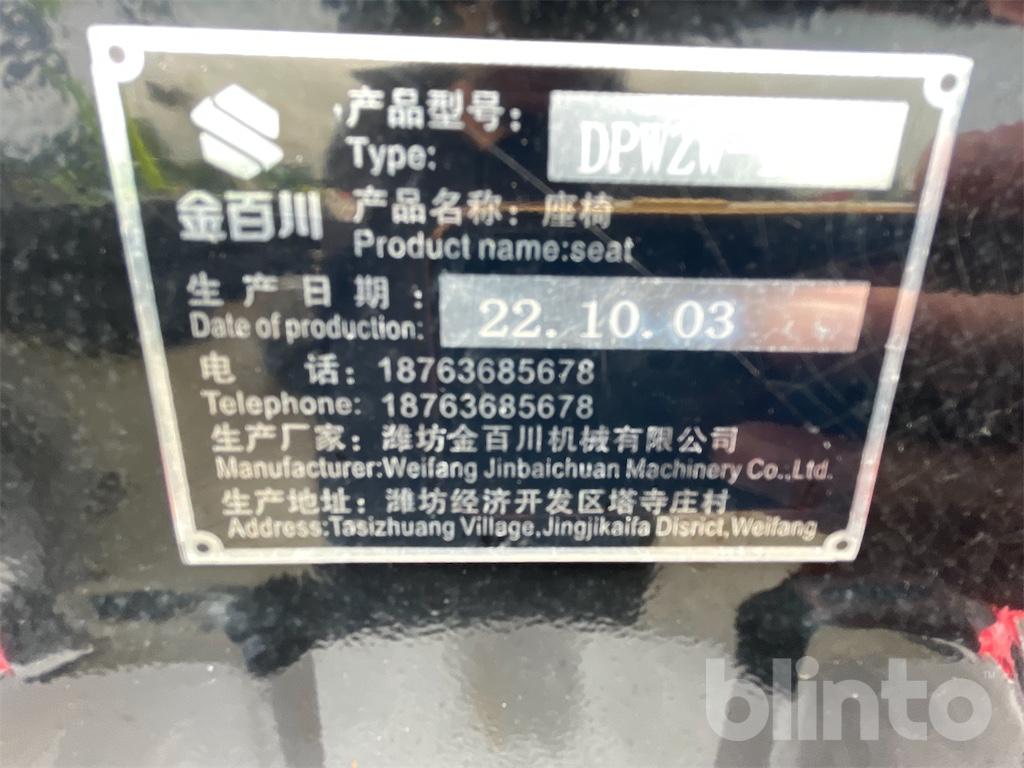 产品型号：
DPWZW-
Type:
金百川
产品名称：座椅
Product name:seat
生产日期：
22.10.03
Date of production:
电 话：18763685678
Telephone: 18763685678
生产厂家：潍坊金百川机械有限公司
Manufacturer:Weifang Jinbaichuan Machinery Co.,Ltd.
生产地址：潍坊经济开发区塔寺庄村
Address:Tasizhuang Village,Jingjikaifa Disrict,Weifang
blinto™